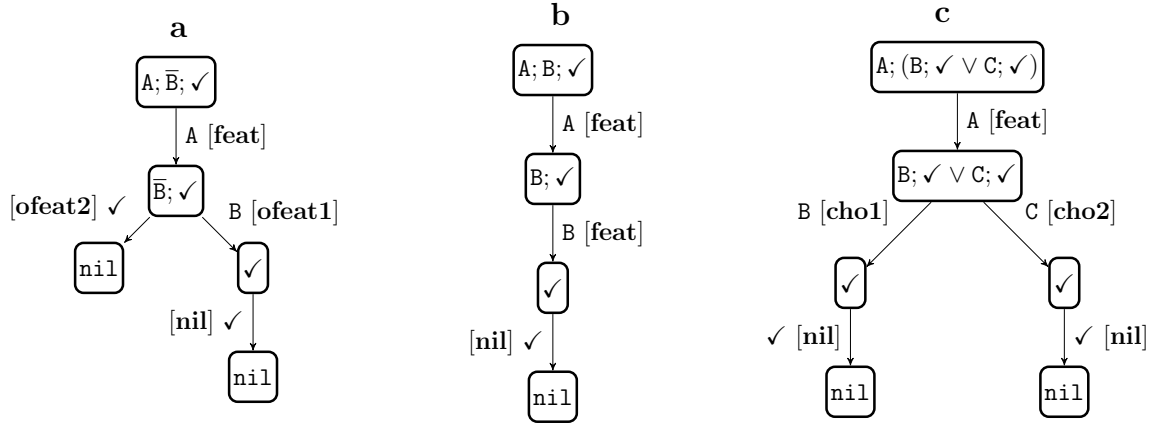 a
A; B̅; ✓
A [feat]
B̅; ✓
[ofeat2] ✓
B [ofeat1]
nil
✓
[nil] ✓
nil
b
A; B; ✓
A [feat]
B; ✓
B [feat]
✓
[nil] ✓
nil
c
A; (B; ✓ ∨ C; ✓)
A [feat]
B; ✓ ∨ C; ✓
B [cho1]
C [cho2]
✓
✓
✓ [nil]
✓ [nil]
nil
nil